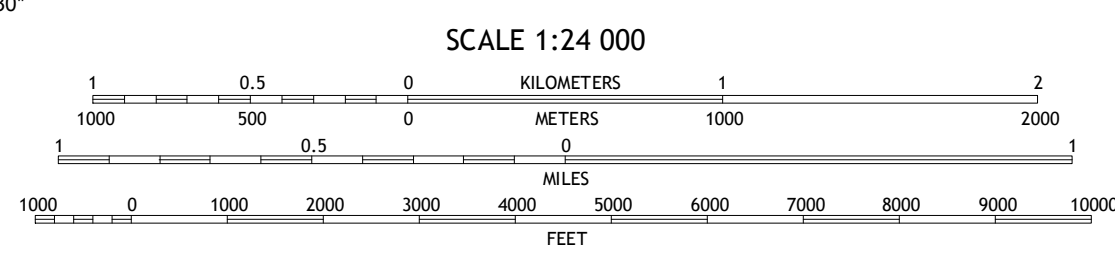 30"
SCALE 1:24 000
1 0.5 0 KILOMETERS 1 2
1000 500 0 METERS 1000 2000
1 0.5 0 1
MILES
1000 0 1000 2000 3000 4000 5000 6000 7000 8000 9000 10000
FEET